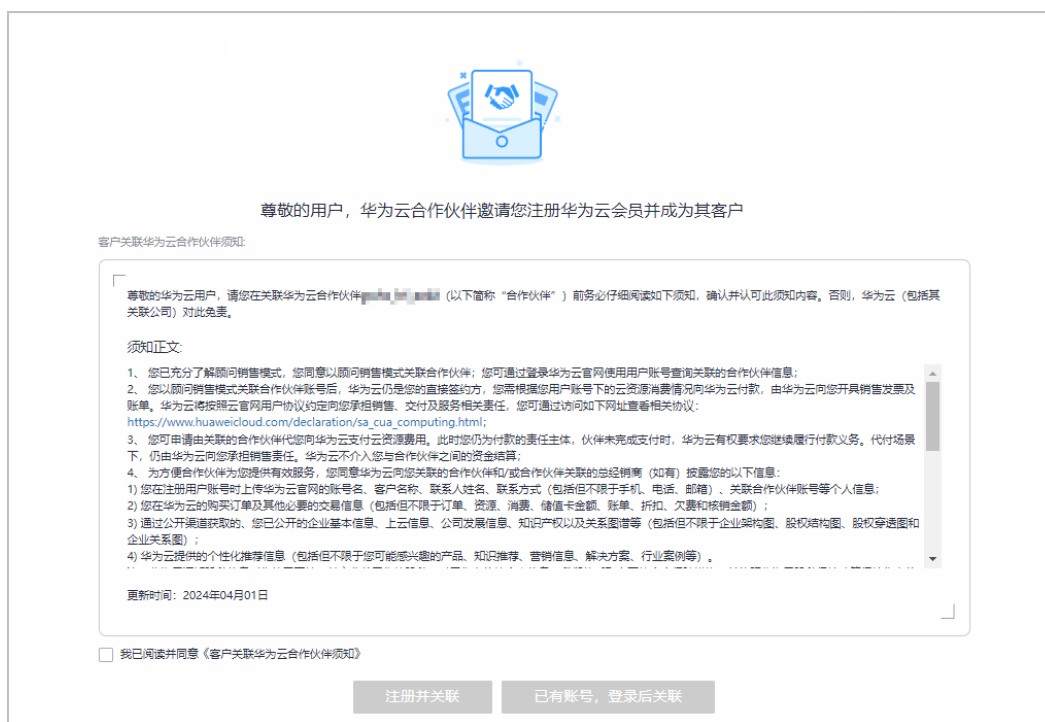 尊敬的用户，华为云合作伙伴邀请您注册华为云会员并成为其客户
客户关联华为云合作伙伴须知:
尊敬的华为云用户，请您在关联华为云合作伙伴（以下简称“合作伙伴”）前务必仔细阅读如下须知，确认并认可此须知内容。否则，华为云（包括其
关联公司）对此免责。
须知正文:
1、 您已充分了解顾问销售模式，您同意以顾问销售模式关联合作伙伴；您可通过登录华为云官网使用用户账号查询关联的合作伙伴信息；
2、 您以顾问销售模式关联合作伙伴账号后，华为云仍是您的直接签约方，您需根据您用户账号下的云资源消费情况向华为云付款，由华为云向您开具销售发票及
账单。华为云将按照云官网用户协议约定向您承担销售、交付及服务相关责任，您可通过访问如下网址查看相关协议：
https://www.huaweicloud.com/declaration/sa_cua_computing.html;
3、 您可申请由关联的合作伙伴代您向华为云支付云资源费用。此时您仍为付款的责任主体，伙伴未完成支付时，华为云有权要求您继续履行付款义务。代付场景
下，仍由华为云向您承担销售责任。华为云不介入您与合作伙伴之间的资金结算；
4、 为方便合作伙伴为您提供有效服务，您同意华为云向您关联的合作伙伴和/或合作伙伴关联的总经销商（如有）披露您的以下信息：
1) 您在注册用户账号时上传华为云官网的账号名、客户名称、联系人姓名、联系方式（包括但不限于手机、电话、邮箱）、关联合作伙伴账号等个人信息；
2) 您在华为云的购买订单及其他必要的交易信息（包括但不限于订单、资源、消费、储值卡金额、账单、折扣、欠费和核销金额）；
3) 通过公开渠道获取的、您已公开的企业基本信息、上云信息、公司发展信息、知识产权以及关系图谱等（包括但不限于企业架构图、股权结构图、股权穿透图和
企业关系图）；
4) 华为云提供的个性化推荐信息（包括但不限于您可能感兴趣的产品、知识推荐、营销信息、解决方案、行业案例等）。
更新时间：2024年04月01日
我已阅读并同意《客户关联华为云合作伙伴须知》
注册并关联
已有账号，登录后关联